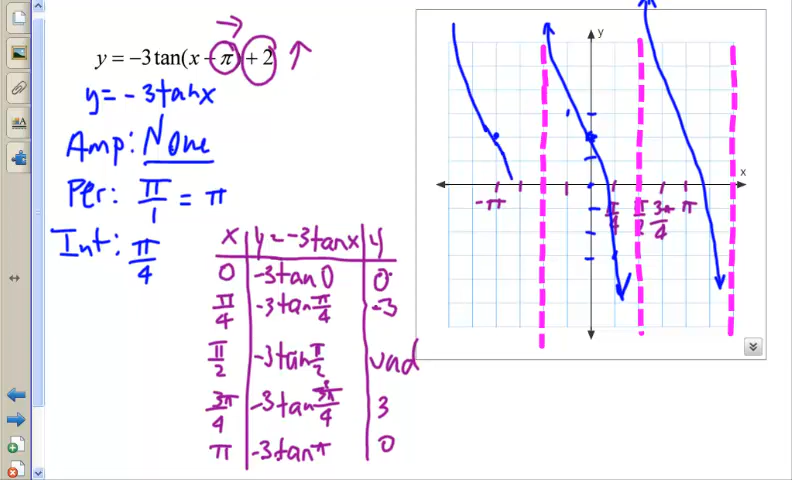 y = −3 tan(x − π) + 2
y = -3tanx
Amp: None
Per: π/1 = π
Int: π/4
x y=-3tanx y
0 -3tan0 0
π/4 -3tanπ/4 -3
π/2 -3tanπ/2 und
3π/4 -3tan3π/4 3
π -3tanπ 0
y
x
-π π/4 π/2 3π/4 π